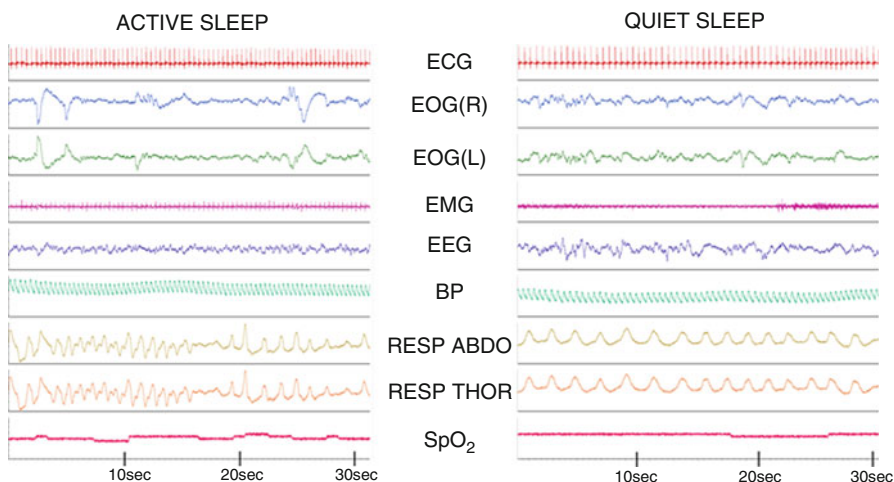 ACTIVE SLEEP
QUIET SLEEP
ECG
EOG(R)
EOG(L)
EMG
EEG
BP
RESP ABDO
RESP THOR
SpO₂
10sec 20sec 30sec
10sec 20sec 30sec